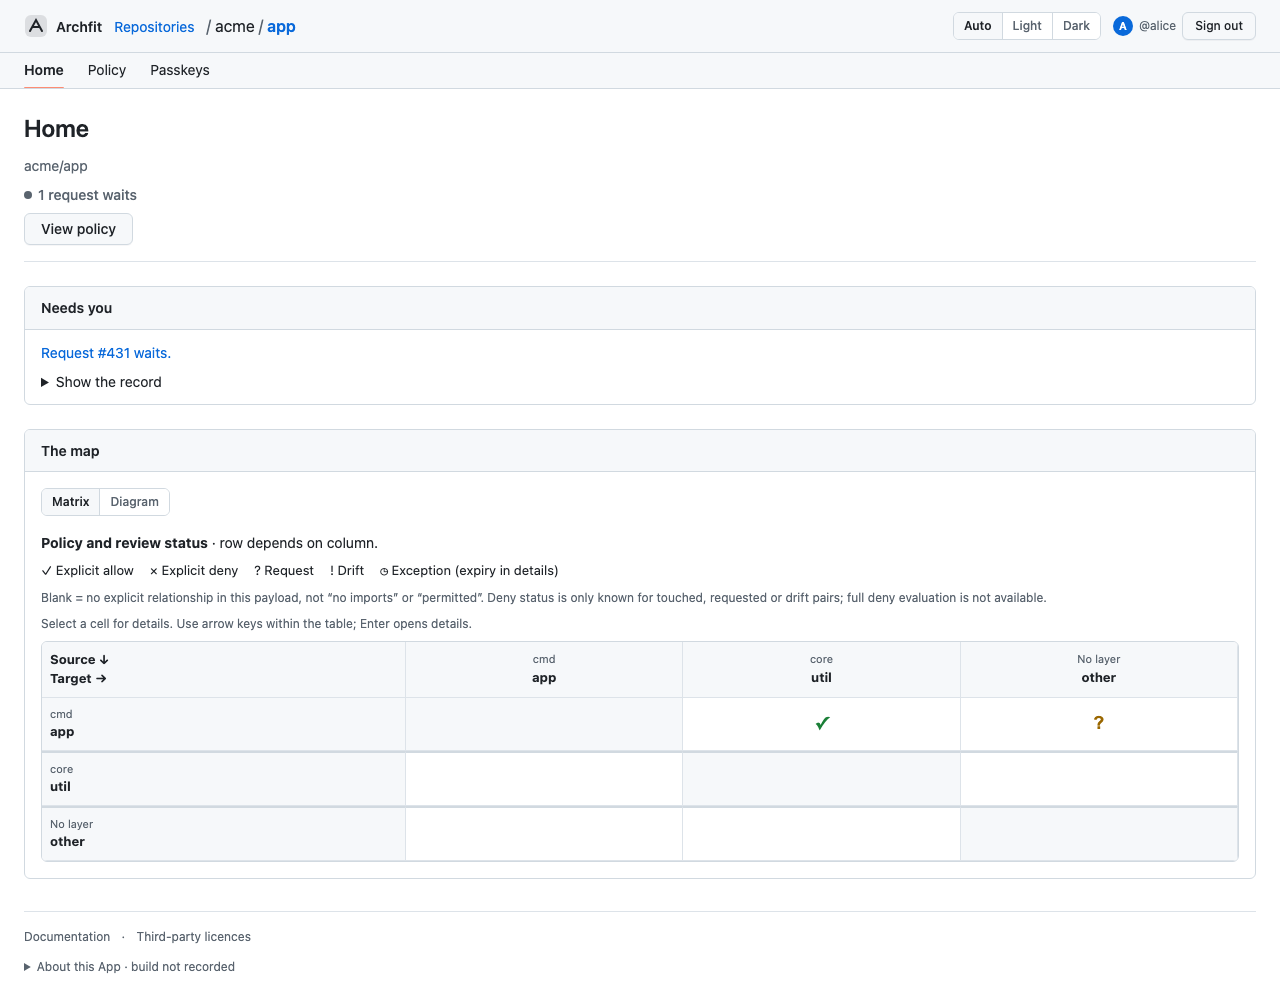 Archfit Repositories / acme / app Auto Light Dark A @alice Sign out
Home Policy Passkeys
Home
acme/app
1 request waits
View policy
Needs you
Request #431 waits.
Show the record
The map
Matrix Diagram
Policy and review status · row depends on column.
✓ Explicit allow × Explicit deny ? Request ! Drift ◷ Exception (expiry in details)
Blank = no explicit relationship in this payload, not “no imports” or “permitted”. Deny status is only known for touched, requested or drift pairs; full deny evaluation is not available.
Select a cell for details. Use arrow keys within the table; Enter opens details.
Source ↓ cmd core No layer
Target → app util other
cmd
app ✓ ?
core
util
No layer
other
Documentation · Third-party licences
About this App · build not recorded